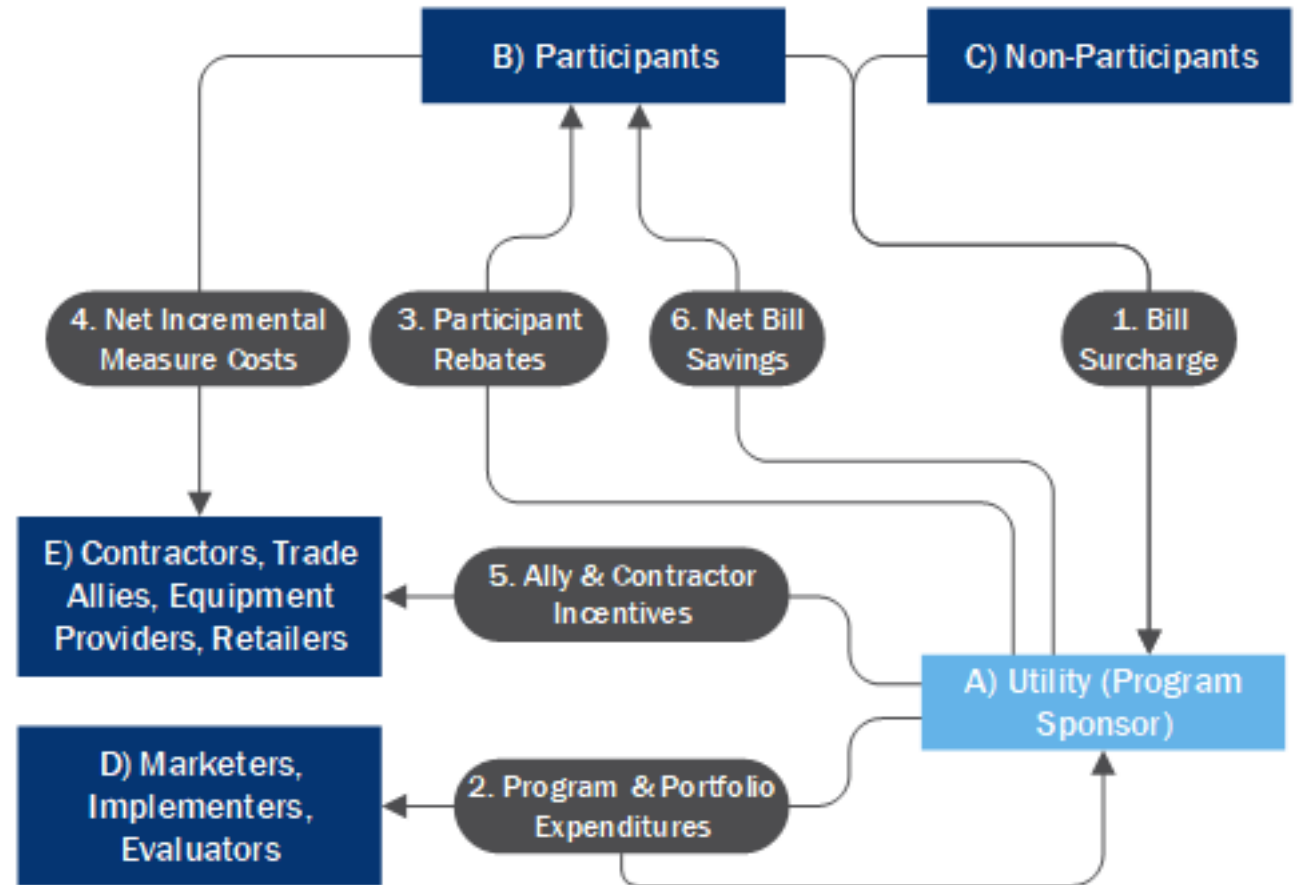 B) Participants
C) Non-Participants
4. Net Incremental
Measure Costs
3. Participant
Rebates
6. Net Bill
Savings
1. Bill
Surcharge
E) Contractors, Trade
Allies, Equipment
Providers, Retailers
5. Ally & Contractor
Incentives
A) Utility (Program
Sponsor)
D) Marketers,
Implementers,
Evaluators
2. Program & Portfolio
Expenditures